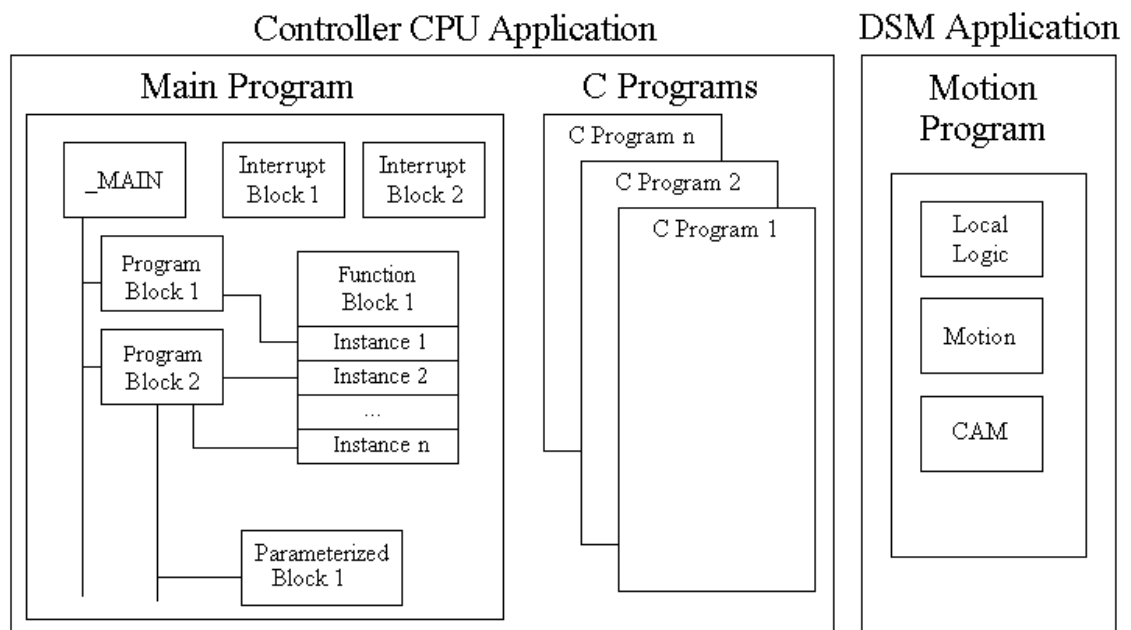 Controller CPU Application
DSM Application
Main Program
C Programs
Motion
Program
_MAIN
Interrupt
Block 1
Interrupt
Block 2
Program
Block 1
Program
Block 2
Function
Block 1
Instance 1
Instance 2
...
Instance n
Parameterized
Block 1
C Program n
C Program 2
C Program 1
Local
Logic
Motion
CAM